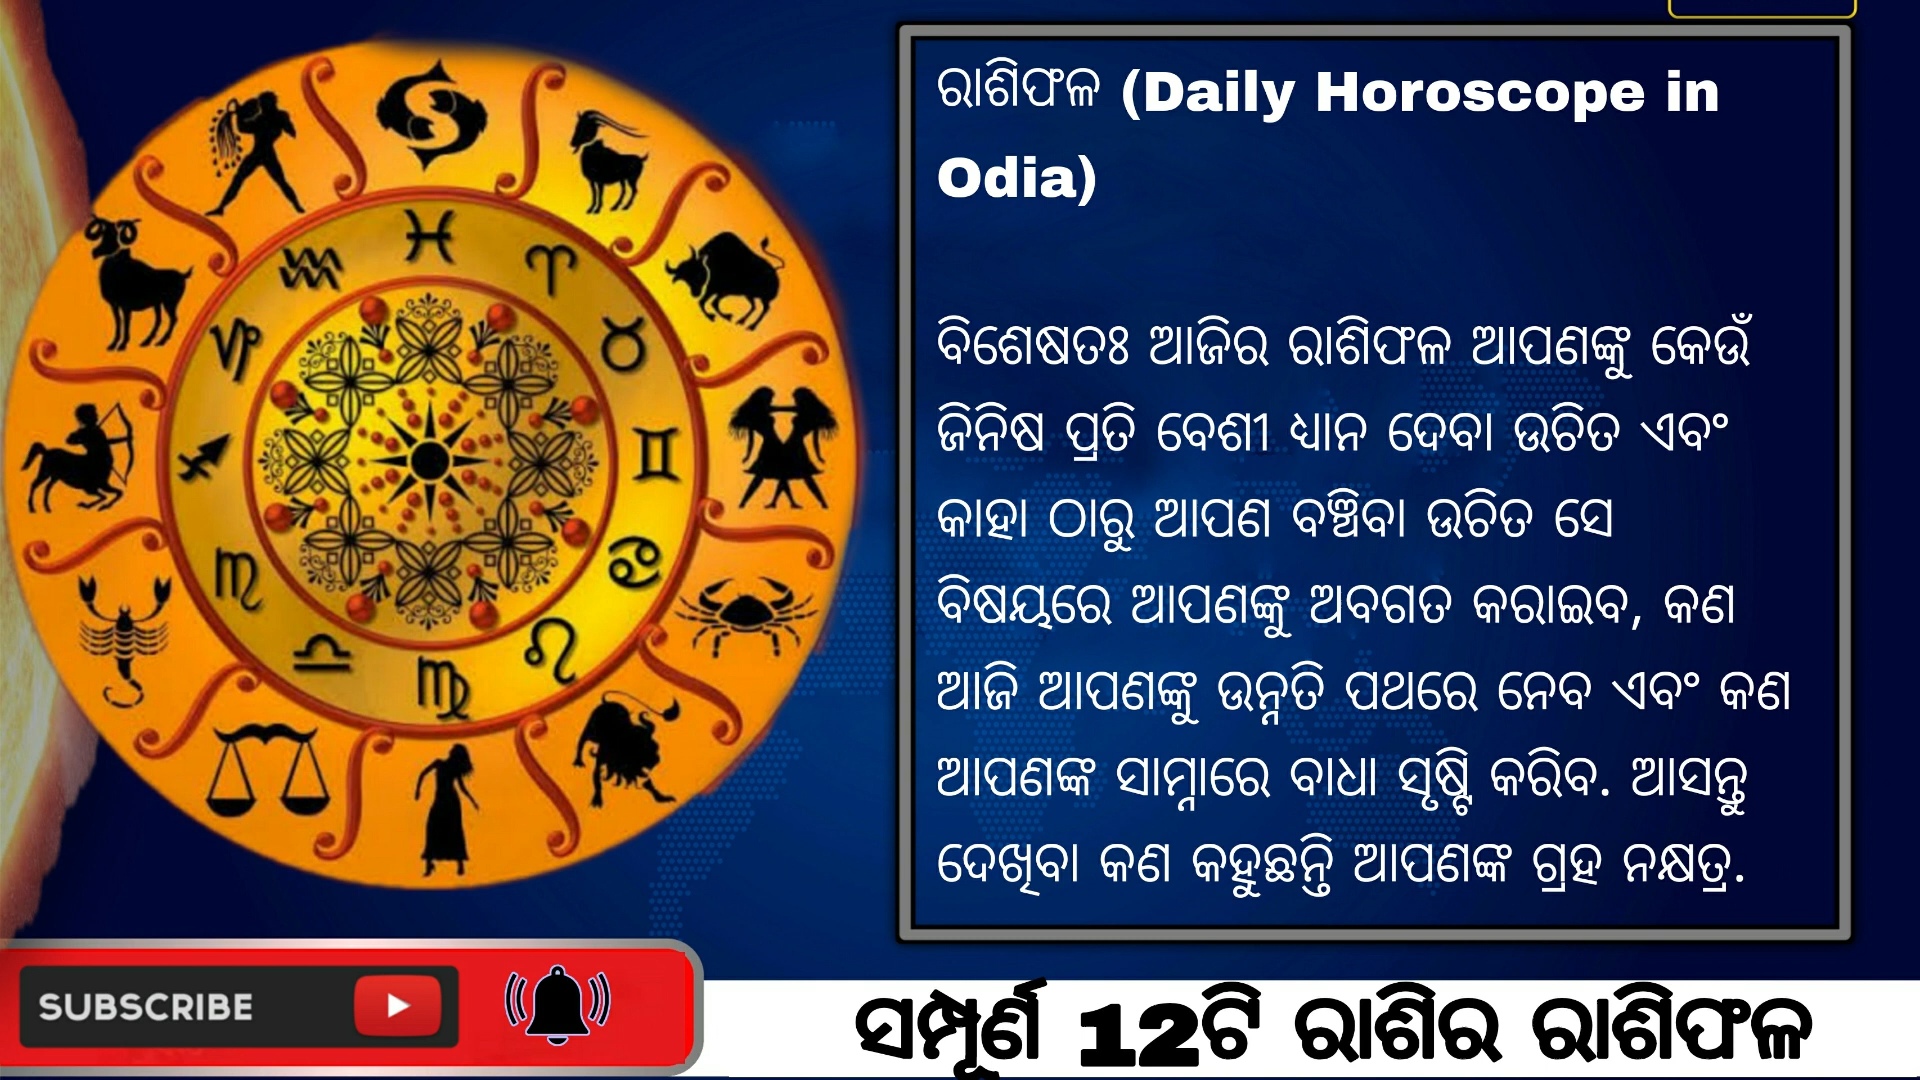 ରାଶିଫଳ (Daily Horoscope in
Odia)
ବିଶେଷତଃ ଆଜିର ରାଶିଫଳ ଆପଣଙ୍କୁ କେଉଁ
ଜିନିଷ ପ୍ରତି ବେଶୀ ଧ୍ୟାନ ଦେବା ଉଚିତ ଏବଂ
କାହା ଠାରୁ ଆପଣ ବଞ୍ଚିବା ଉଚିତ ସେ
ବିଷୟରେ ଆପଣଙ୍କୁ ଅବଗତ କରାଇବ, କଣ
ଆଜି ଆପଣଙ୍କୁ ଉନ୍ନତି ପଥରେ ନେବ ଏବଂ କଣ
ଆପଣଙ୍କ ସାମ୍ନାରେ ବାଧା ସୃଷ୍ଟି କରିବ. ଆସନ୍ତୁ
ଦେଖିବା କଣ କହୁଛନ୍ତି ଆପଣଙ୍କ ଗ୍ରହ ନକ୍ଷତ୍ର.
SUBSCRIBE
ସମ୍ପୂର୍ଣ 12ଟି ରାଶିର ରାଶିଫଳ